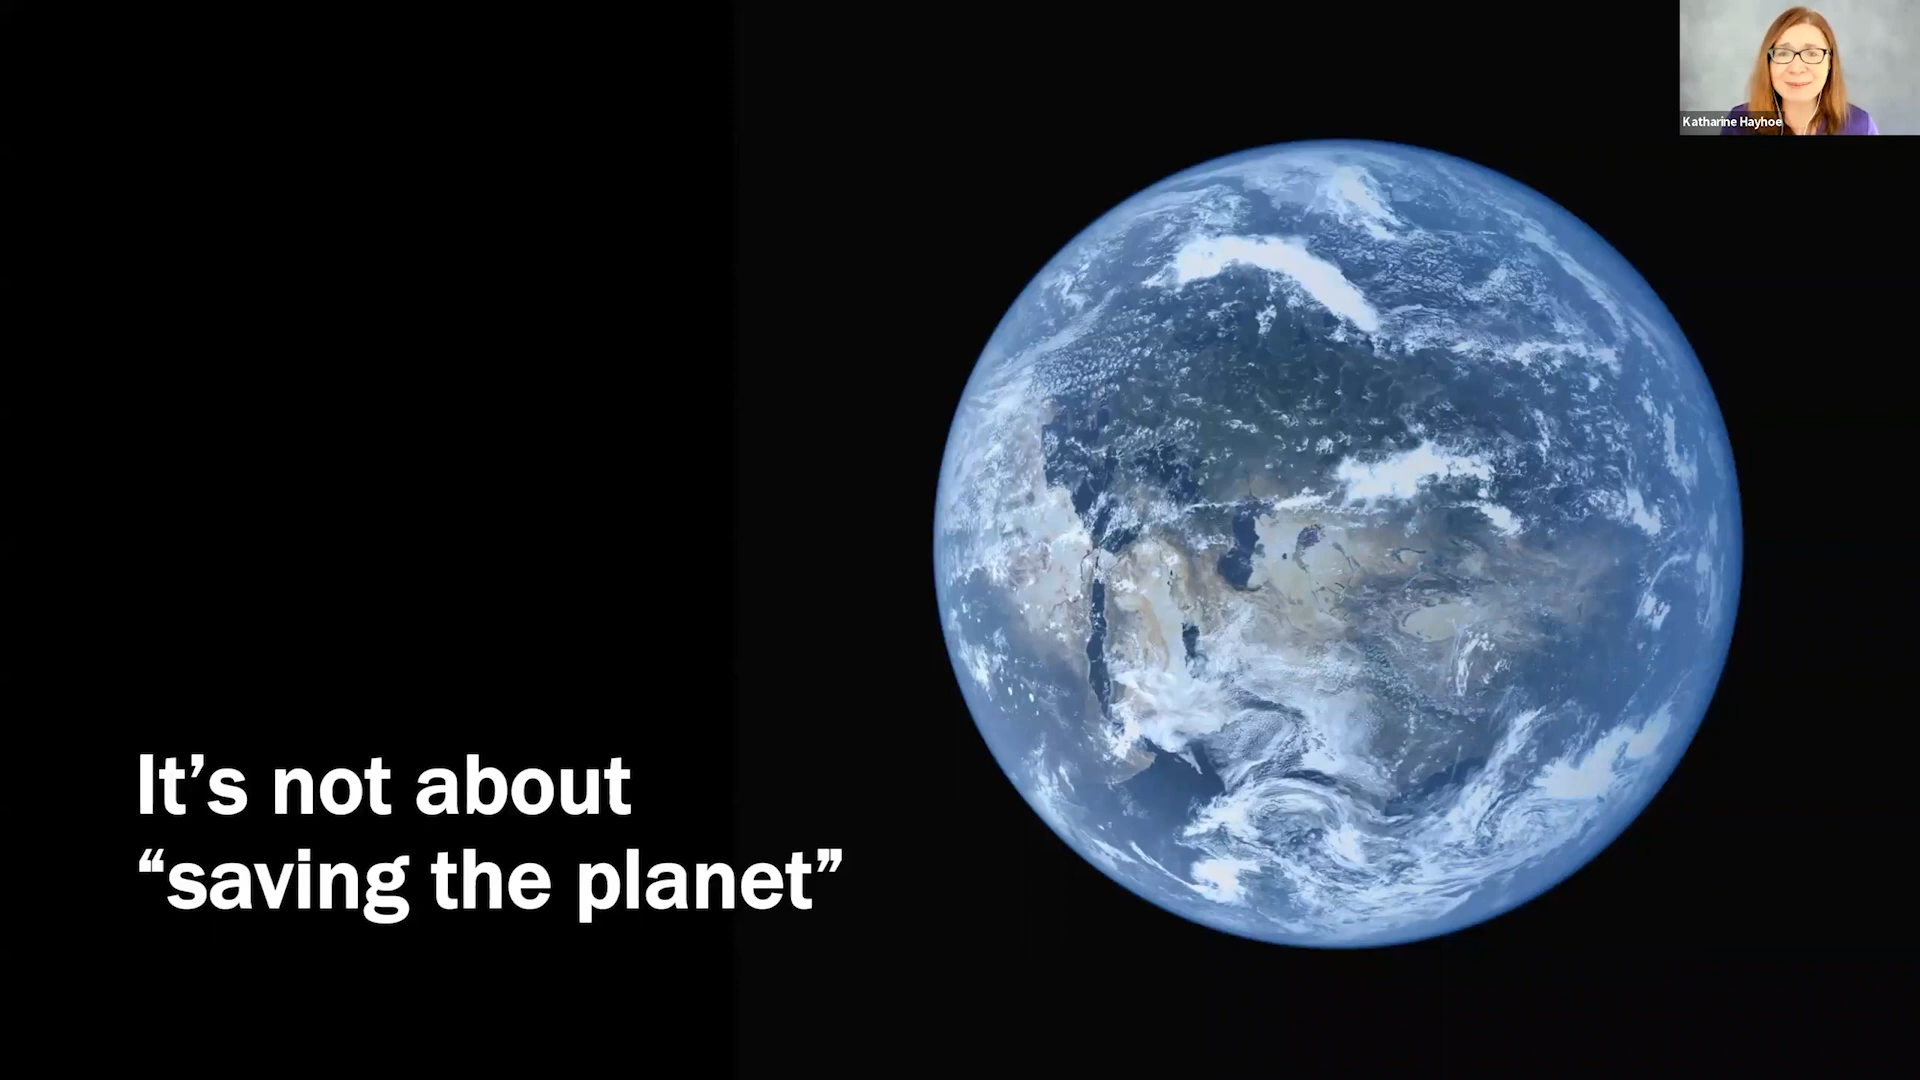 Katharine Hayhoe
It’s not about
“saving the planet”